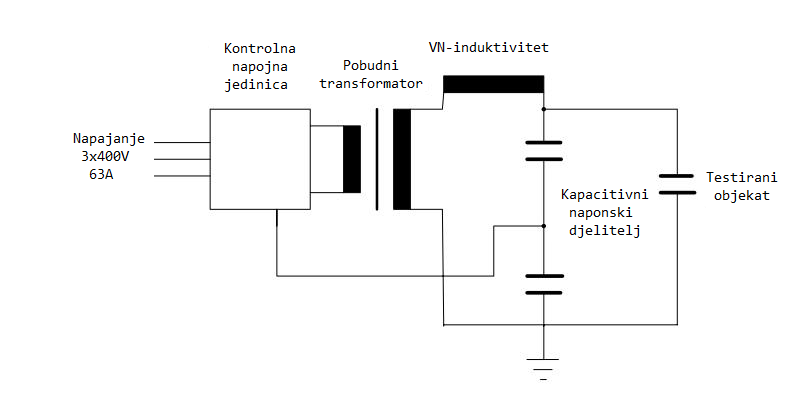 VN-induktivitet
Kontrolna
napojna
jedinica
Pobudni
transformator
Napajanje
3x400V
63A
Kapacitivni
naponski
djelitelj
Testirani
objekat